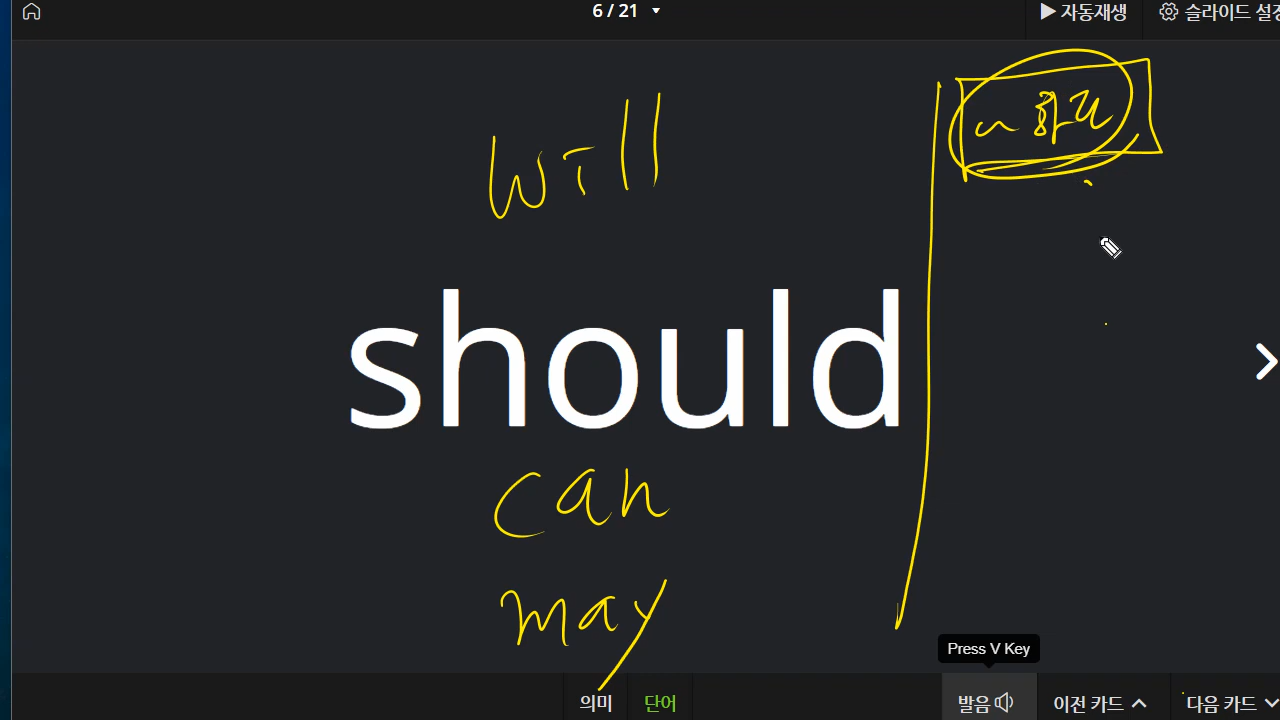 6 / 21
자동재생
슬라이드 설정
will
should
can
may
Press V Key
의미
단어
발음
이전 카드
다음 카드